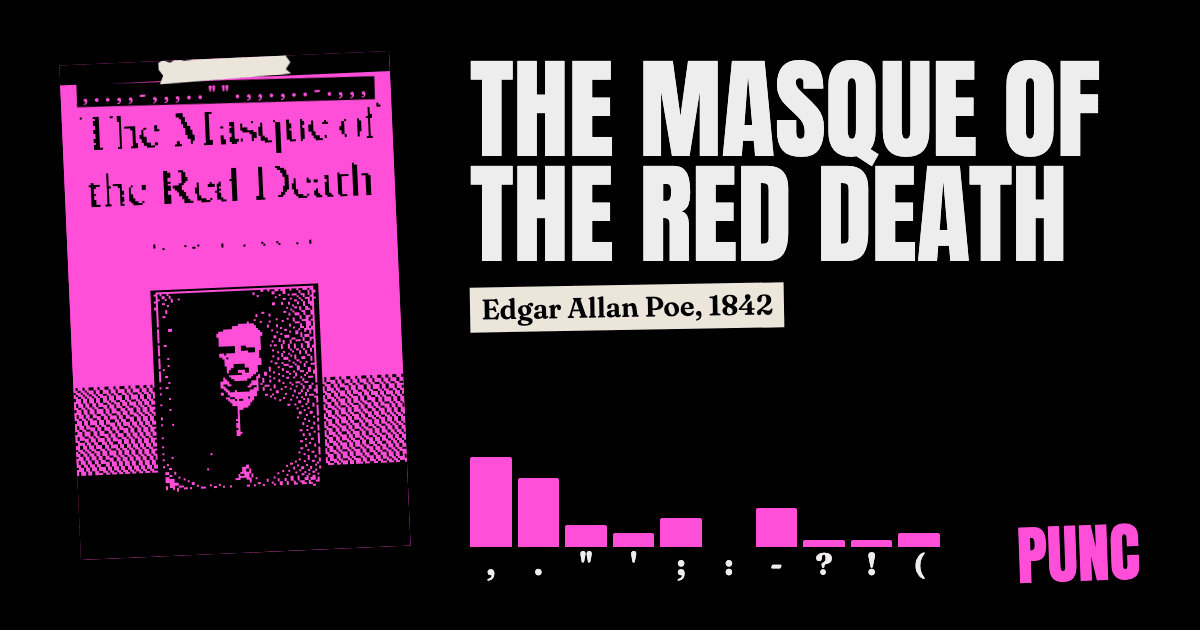 ,..,,-,,,.."".,,.,..-.,,,
The Masque of
the Red Death
THE MASQUE OF
THE RED DEATH
Edgar Allan Poe, 1842
, . " ' ; : - ? ! (
PUNC